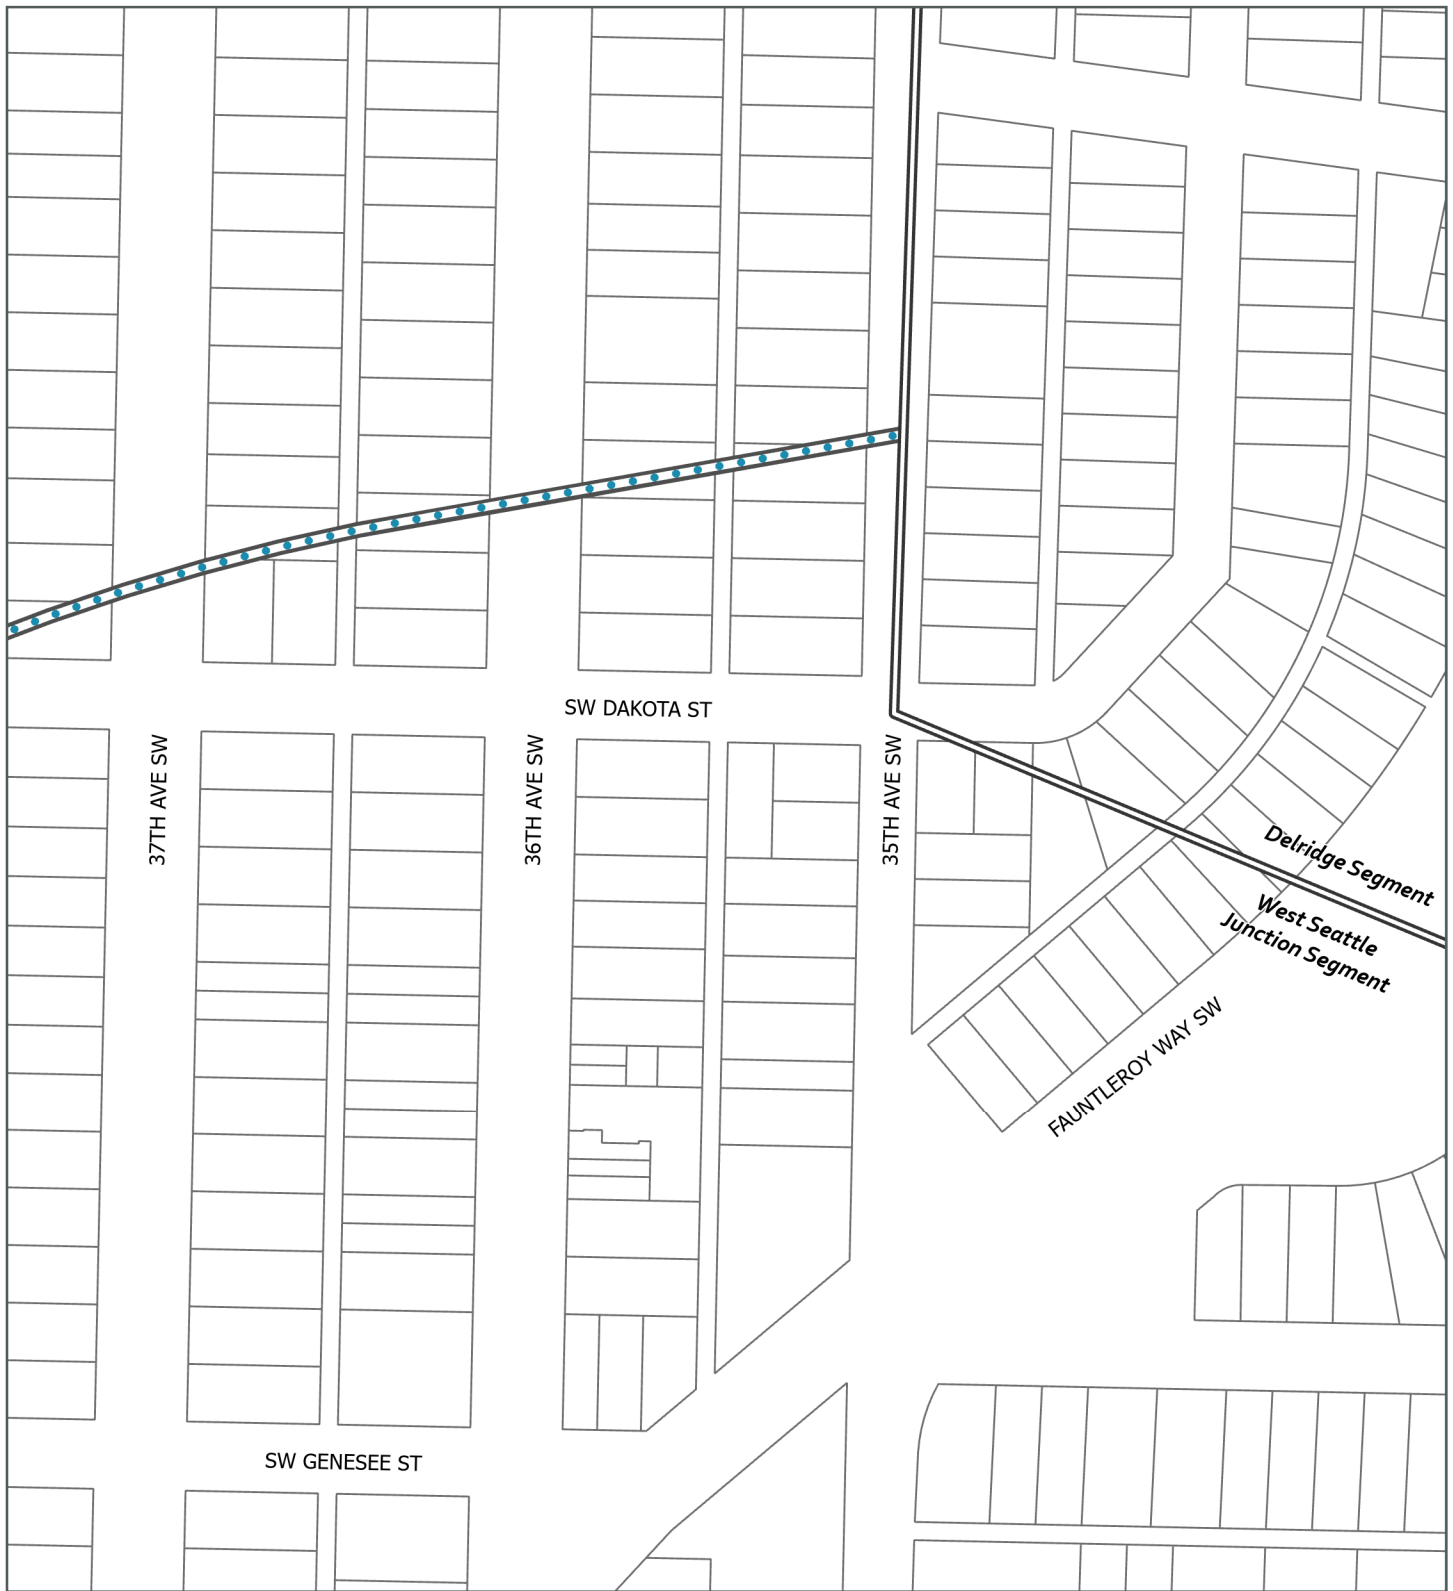 SW DAKOTA ST
37TH AVE SW
36TH AVE SW
35TH AVE SW
Delridge Segment
West Seattle
Junction Segment
FAUNTLEROY WAY SW
SW GENESEE ST